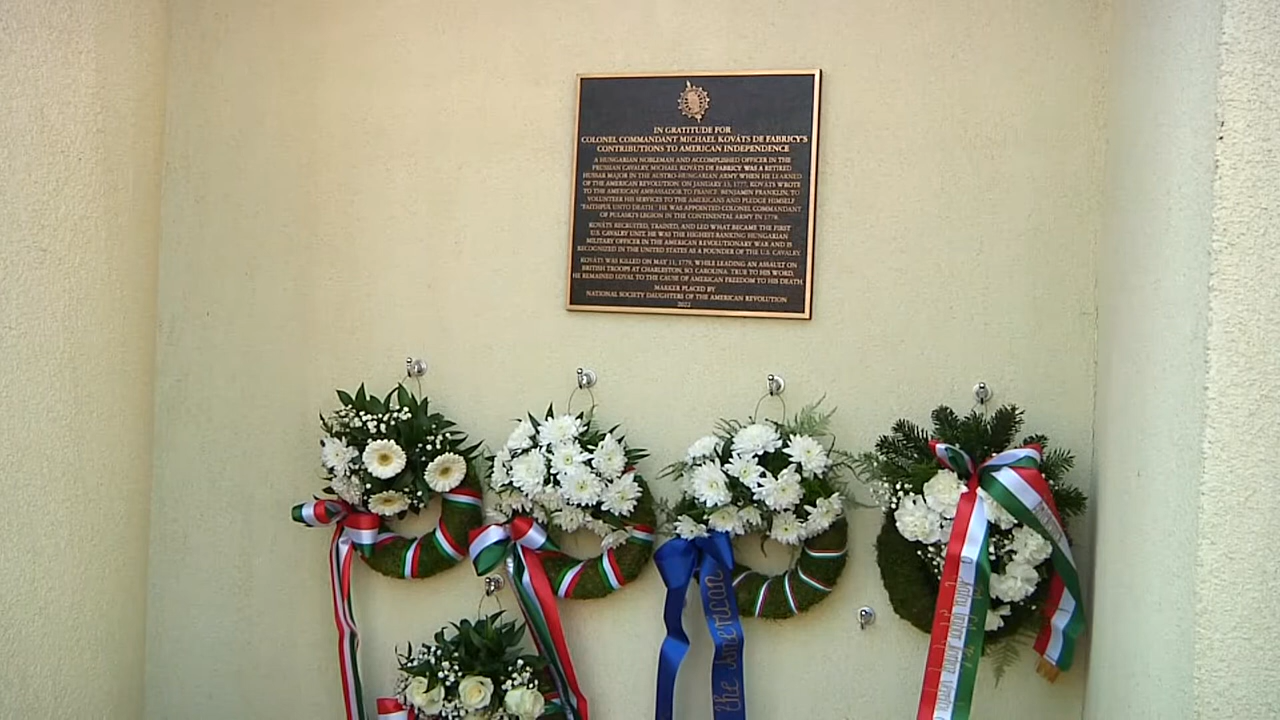 IN GRATITUDE FOR
COLONEL COMMANDANT MICHAEL KOVÁTS DE FABRICY'S
CONTRIBUTIONS TO AMERICAN INDEPENDENCE
A HUNGARIAN NOBLEMAN AND ACCOMPLISHED OFFICER IN THE
PRUSSIAN CAVALRY, MICHAEL KOVÁTS DE FABRICY WAS A RETIRED
HUSSAR MAJOR IN THE AUSTRO-HUNGARIAN ARMY WHEN HE LEARNED
OF THE AMERICAN REVOLUTION. ON JANUARY 13, 1777, KOVÁTS WROTE
TO THE AMERICAN AMBASSADOR TO FRANCE, BENJAMIN FRANKLIN, TO
VOLUNTEER HIS SERVICES TO THE AMERICANS AND PLEDGE HIMSELF
"FAITHFUL UNTO DEATH." HE WAS APPOINTED COLONEL COMMANDANT
OF PULASKI'S LEGION IN THE CONTINENTAL ARMY IN 1778.
KOVÁTS RECRUITED, TRAINED, AND LED WHAT BECAME THE FIRST
U.S. CAVALRY UNIT. HE WAS THE HIGHEST-RANKING HUNGARIAN
MILITARY OFFICER IN THE AMERICAN REVOLUTIONARY WAR AND IS
RECOGNIZED IN THE UNITED STATES AS A FOUNDER OF THE U.S. CAVALRY.
KOVÁTS WAS KILLED ON MAY 11, 1779, WHILE LEADING AN ASSAULT ON
BRITISH TROOPS AT CHARLESTON, SO. CAROLINA. TRUE TO HIS WORD,
HE REMAINED LOYAL TO THE CAUSE OF AMERICAN FREEDOM TO HIS DEATH.
MARKER PLACED BY
NATIONAL SOCIETY DAUGHTERS OF THE AMERICAN REVOLUTION
2022
the American